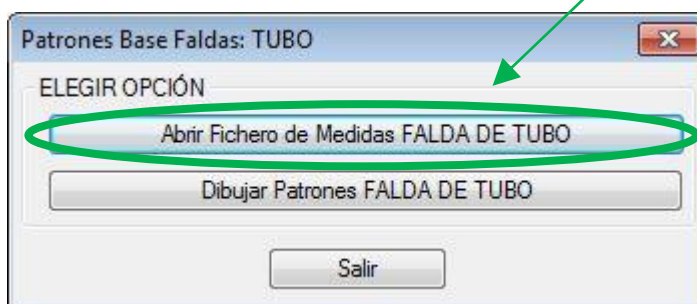 Patrones Base Faldas: TUBO
ELEGIR OPCIÓN
Abrir Fichero de Medidas FALDA DE TUBO
Dibujar Patrones FALDA DE TUBO
Salir